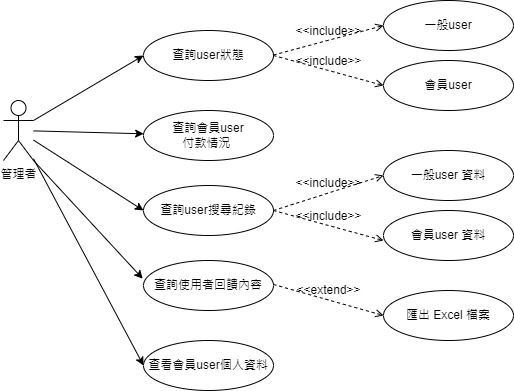 <<include>>
一般user
查詢user狀態
<<include>>
會員user
查詢會員user
付款情況
管理者
<<include>>
一般user 資料
查詢user搜尋紀錄
<<include>>
會員user 資料
查詢使用者回饋內容
<<extend>>
匯出 Excel 檔案
查看會員user個人資料